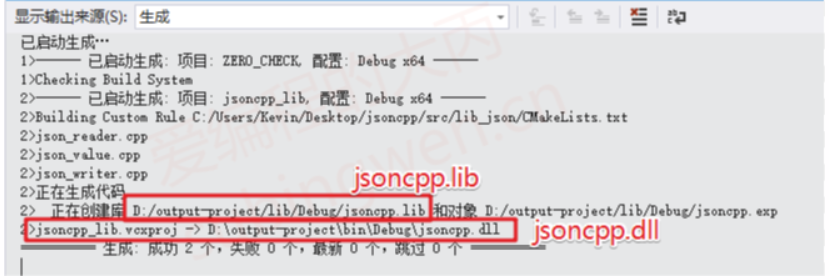 显示输出来源(S): 生成
已启动生成…
1>—— 已启动生成: 项目: ZERO_CHECK, 配置: Debug x64 ——
1>Checking Build System
2>—— 已启动生成: 项目: jsoncpp_lib, 配置: Debug x64 ——
2>Building Custom Rule C:/Users/Kevin/Desktop/jsoncpp/src/lib_json/CMakeLists.txt
2>json_reader.cpp
2>json_value.cpp
2>json_writer.cpp
jsoncpp.lib
2>正在生成代码
2> 正在创建库 D:/output-project/lib/Debug/jsoncpp.lib 和对象 D:/output-project/lib/Debug/jsoncpp.exp
2>jsoncpp_lib.vcxproj -> D:\output-project\bin\Debug\jsoncpp.dll
jsoncpp.dll
========== 生成: 成功 2 个，失败 0 个，最新 0 个，跳过 0 个 ==========
爱编程的大丙